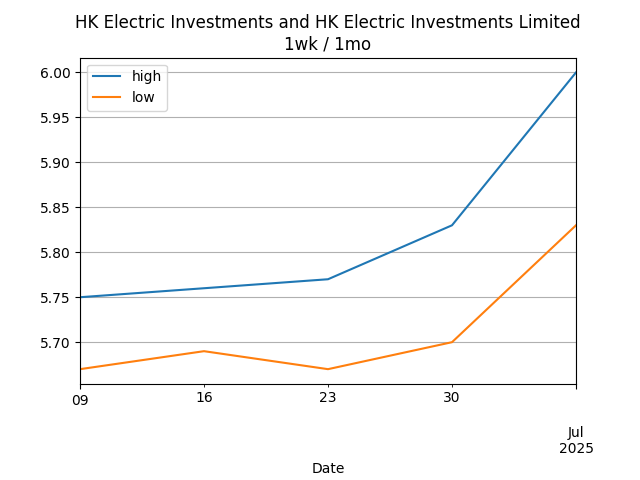 HK Electric Investments and HK Electric Investments Limited
1wk / 1mo
high
low
6.00
5.95
5.90
5.85
5.80
5.75
5.70
09
16
23
30
Jul
2025
Date